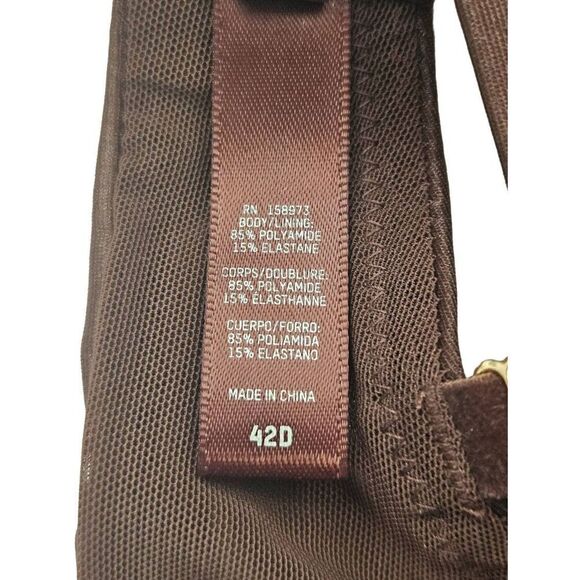 RN 158973
BODY/LINING:
85% POLYAMIDE
15% ELASTANE
CORPS/DOUBLURE:
85% POLYAMIDE
15% ÉLASTHANNE
CUERPO/FORRO:
85% POLIAMIDA
15% ELASTANO
MADE IN CHINA
42D